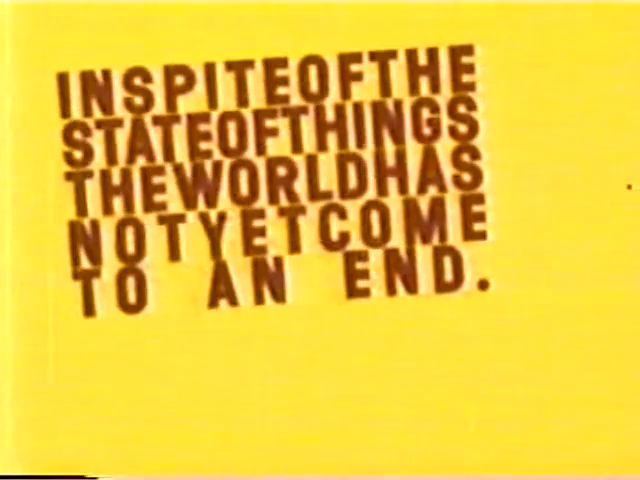 INSPITEOFTHE
STATEOFTHINGS
THEWORLDHAS
NOTYETCOME
TO AN END.